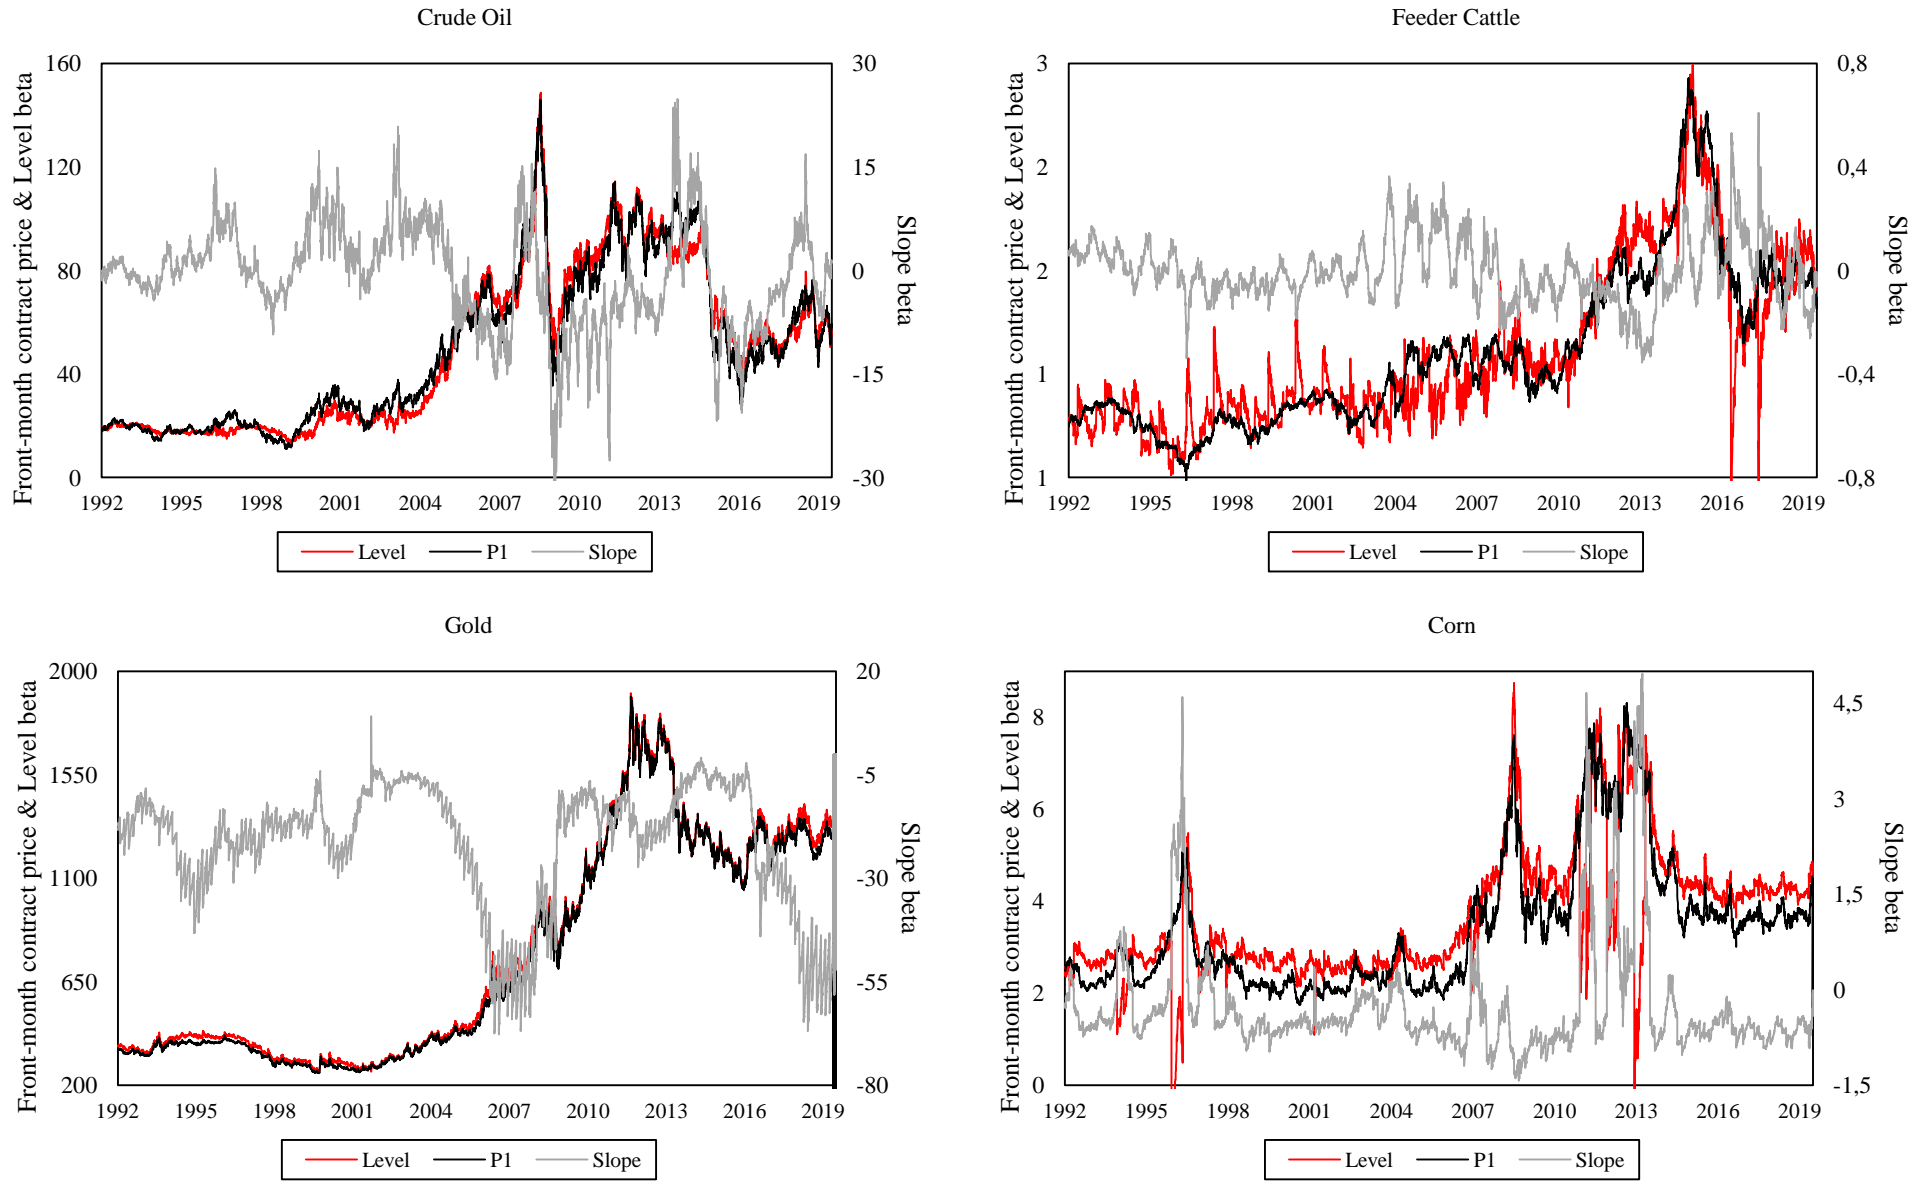 Crude Oil
Front-month contract price & Level beta
160
120
80
40
0
30
15
0
-15
-30
Slope beta
1992 1995 1998 2001 2004 2007 2010 2013 2016 2019
Level P1 Slope
Feeder Cattle
Front-month contract price & Level beta
3
2
2
1
1
0,8
0,4
0
-0,4
-0,8
Slope beta
1992 1995 1998 2001 2004 2007 2010 2013 2016 2019
Level P1 Slope
Gold
Front-month contract price & Level beta
2000
1550
1100
650
200
20
-5
-30
-55
-80
Slope beta
1992 1995 1998 2001 2004 2007 2010 2013 2016 2019
Level P1 Slope
Corn
Front-month contract price & Level beta
8
6
4
2
0
4,5
3
1,5
0
-1,5
Slope beta
1992 1995 1998 2001 2004 2007 2010 2013 2016 2019
Level P1 Slope